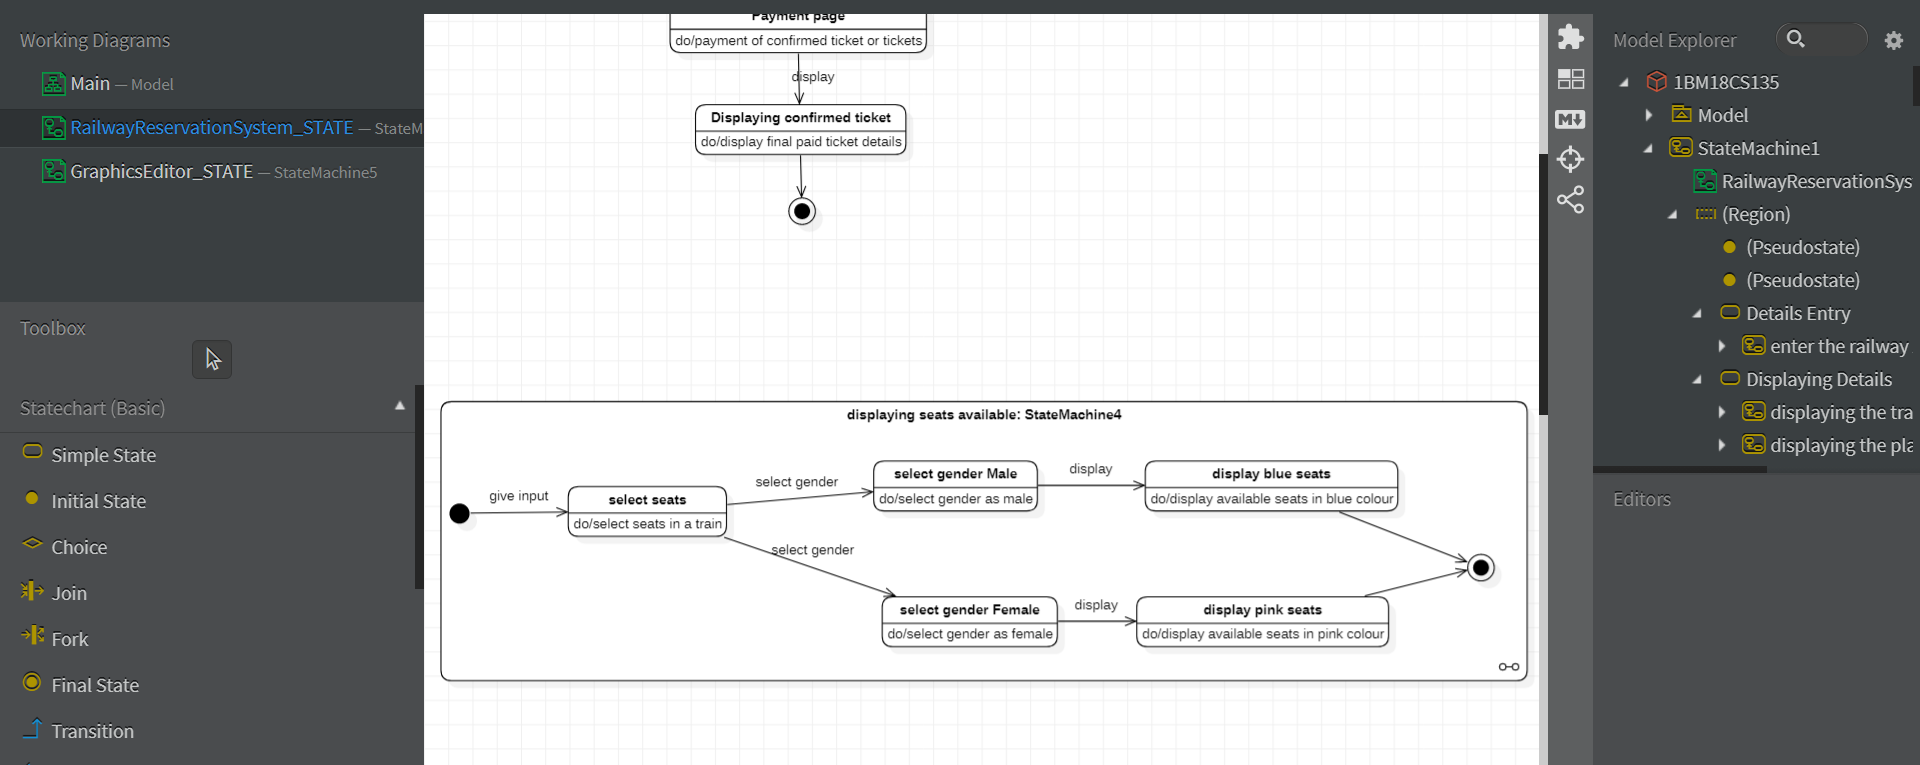 Working Diagrams
Main — Model
RailwayReservationSystem_STATE — StateM
GraphicsEditor_STATE — StateMachine5
Toolbox
Statechart (Basic)
Simple State
Initial State
Choice
Join
Fork
Final State
Transition
Payment page
do/payment of confirmed ticket or tickets
display
Displaying confirmed ticket
do/display final paid ticket details
displaying seats available: StateMachine4
give input
select seats
do/select seats in a train
select gender
select gender Male
do/select gender as male
display
display blue seats
do/display available seats in blue colour
select gender
select gender Female
do/select gender as female
display
display pink seats
do/display available seats in pink colour
M
Model Explorer
1BM18CS135
Model
StateMachine1
RailwayReservationSys
(Region)
(Pseudostate)
(Pseudostate)
Details Entry
enter the railway
Displaying Details
displaying the tra
displaying the pla
Editors